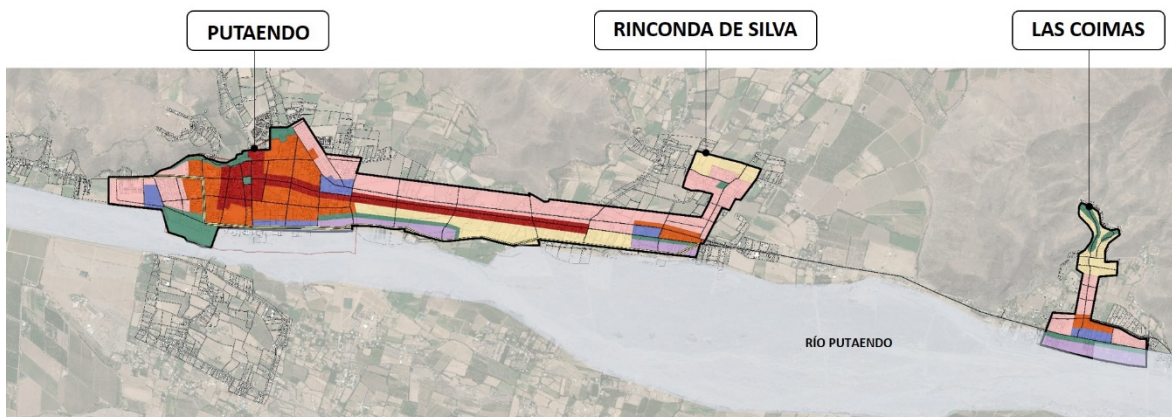 PUTAENDO
RINCONDA DE SILVA
LAS COIMAS
RÍO PUTAENDO